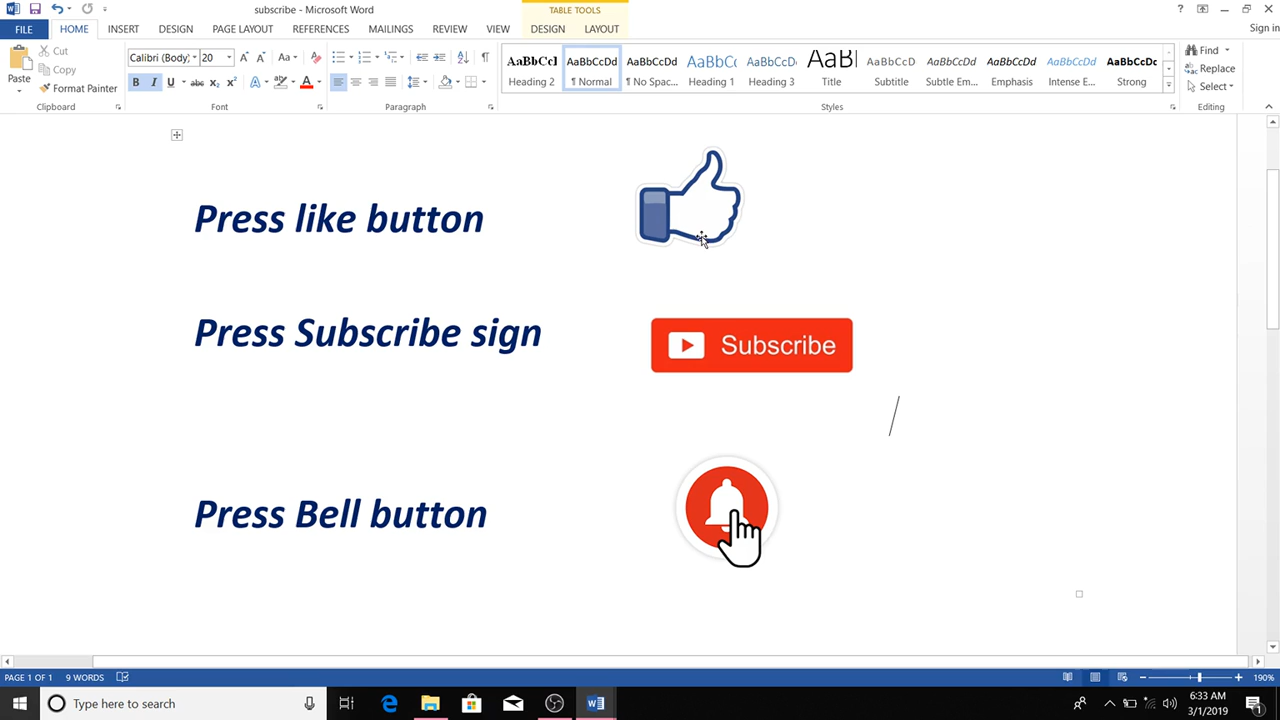 subscribe - Microsoft Word
TABLE TOOLS
Sign in
FILE HOME INSERT DESIGN PAGE LAYOUT REFERENCES MAILINGS REVIEW VIEW DESIGN LAYOUT
Paste
Cut
Copy
Format Painter
Clipboard
Calibri (Body) 20
Font
Paragraph
AaBbCcI AaBbCcDd AaBbCcDd AaBbCc AaBbCcDc AaBl AaBbCcD AaBbCcDd AaBbCcDd AaBbCcDd AaBbCcDc
Heading 2 ¶ Normal ¶ No Spac... Heading 1 Heading 3 Title Subtitle Subtle Em... Emphasis Intense E... Strong
Styles
Find
Replace
Select
Editing
Press like button
Press Subscribe sign
Subscribe
Press Bell button
PAGE 1 OF 1 9 WORDS 190%
Type here to search
6:33 AM
3/1/2019